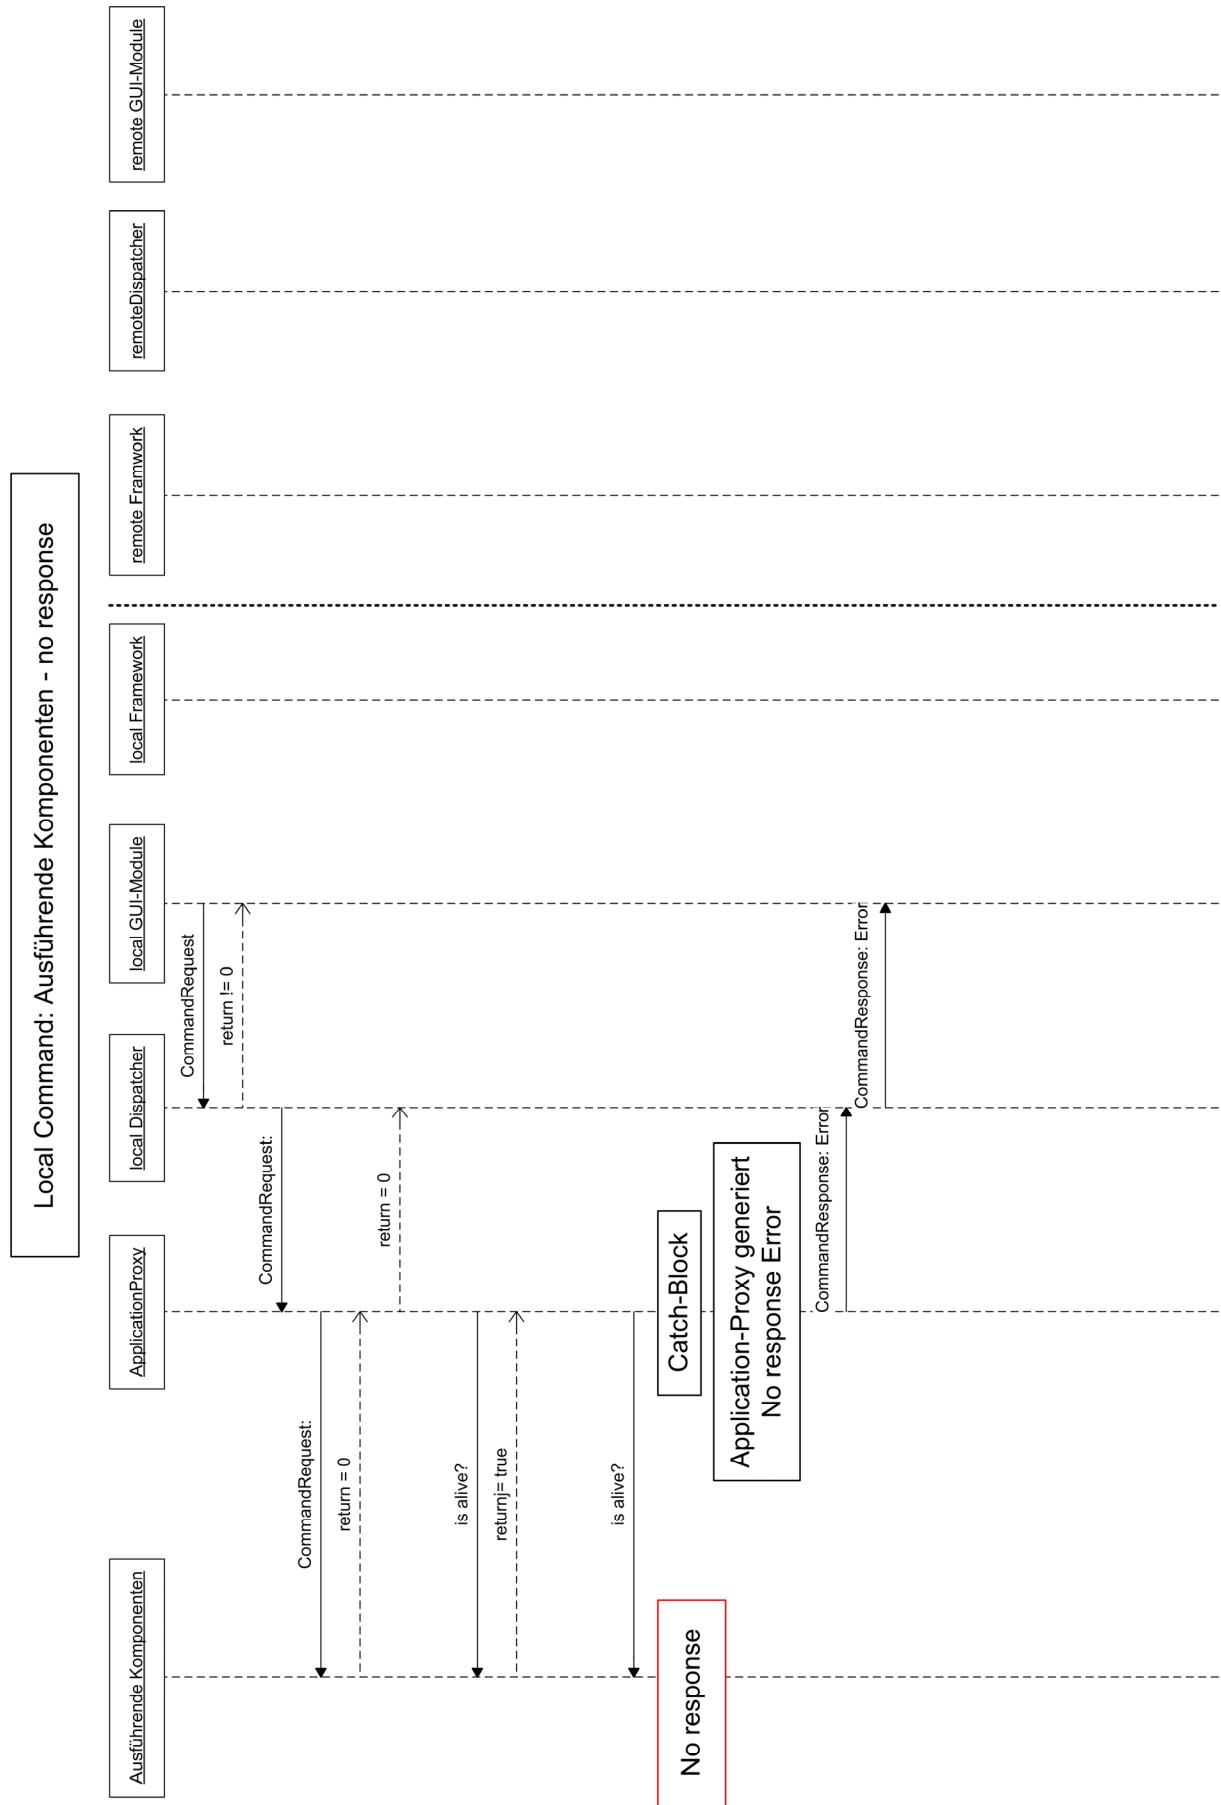 Local Command: Ausführende Komponenten - no response
Ausführende Komponenten
ApplicationProxy
local Dispatcher
local GUI-Module
local Framework
remote Framwork
remoteDispatcher
remote GUI-Module
CommandRequest
return != 0
CommandRequest:
CommandRequest:
return = 0
return = 0
is alive?
returnj= true
is alive?
No response
Catch-Block
Application-Proxy generiert
No response Error
CommandResponse: Error
CommandResponse: Error